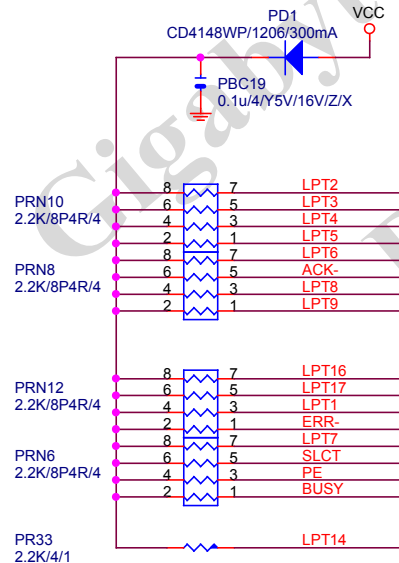 PD1
VCC
CD4148WP/1206/300mA
PBC19
0.1u/4/Y5V/16V/Z/X
Gigaby
PRN10
2.2K/8P4R/4
8 7 LPT2
6 5 LPT3
4 3 LPT4
2 1 LPT5
PRN8
2.2K/8P4R/4
8 7 LPT6
6 5 ACK-
4 3 LPT8
2 1 LPT9
PRN12
2.2K/8P4R/4
8 7 LPT16
6 5 LPT17
4 3 LPT1
2 1 ERR-
PRN6
2.2K/8P4R/4
8 7 LPT7
6 5 SLCT
4 3 PE
2 1 BUSY
PR33
2.2K/4/1
LPT14